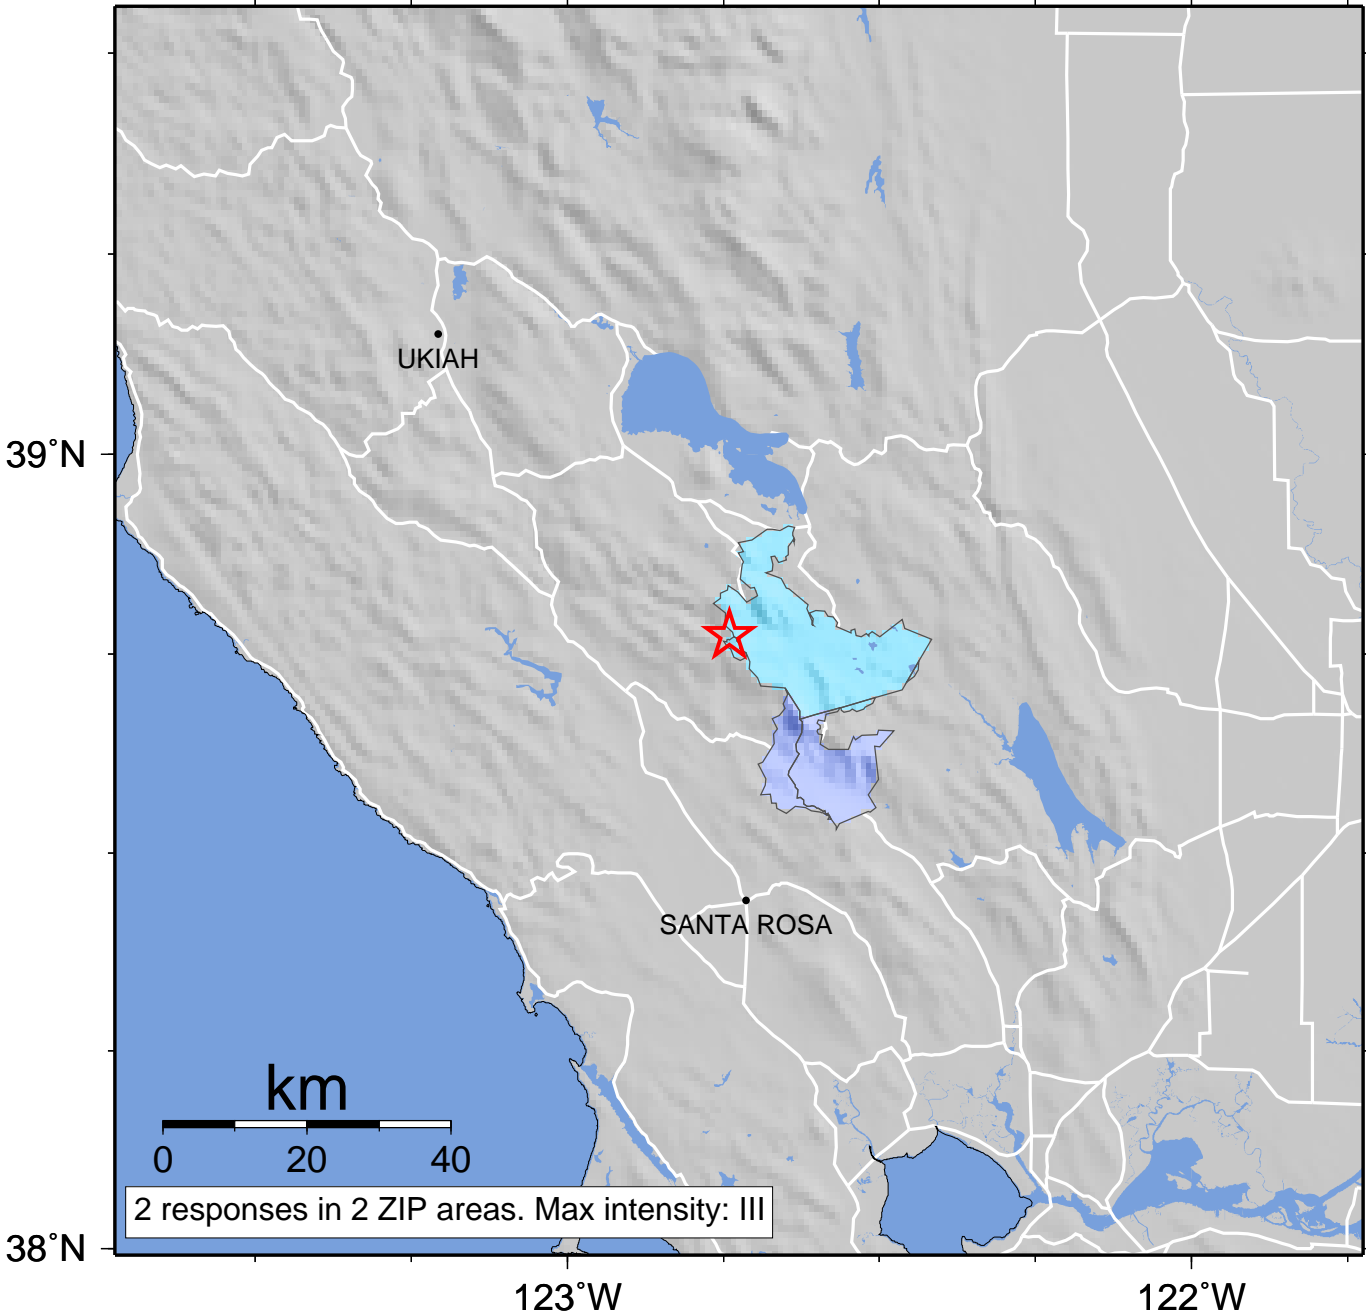 UKIAH
39°N
SANTA ROSA
km
0 20 40
2 responses in 2 ZIP areas. Max intensity: III
38°N
123°W 122°W